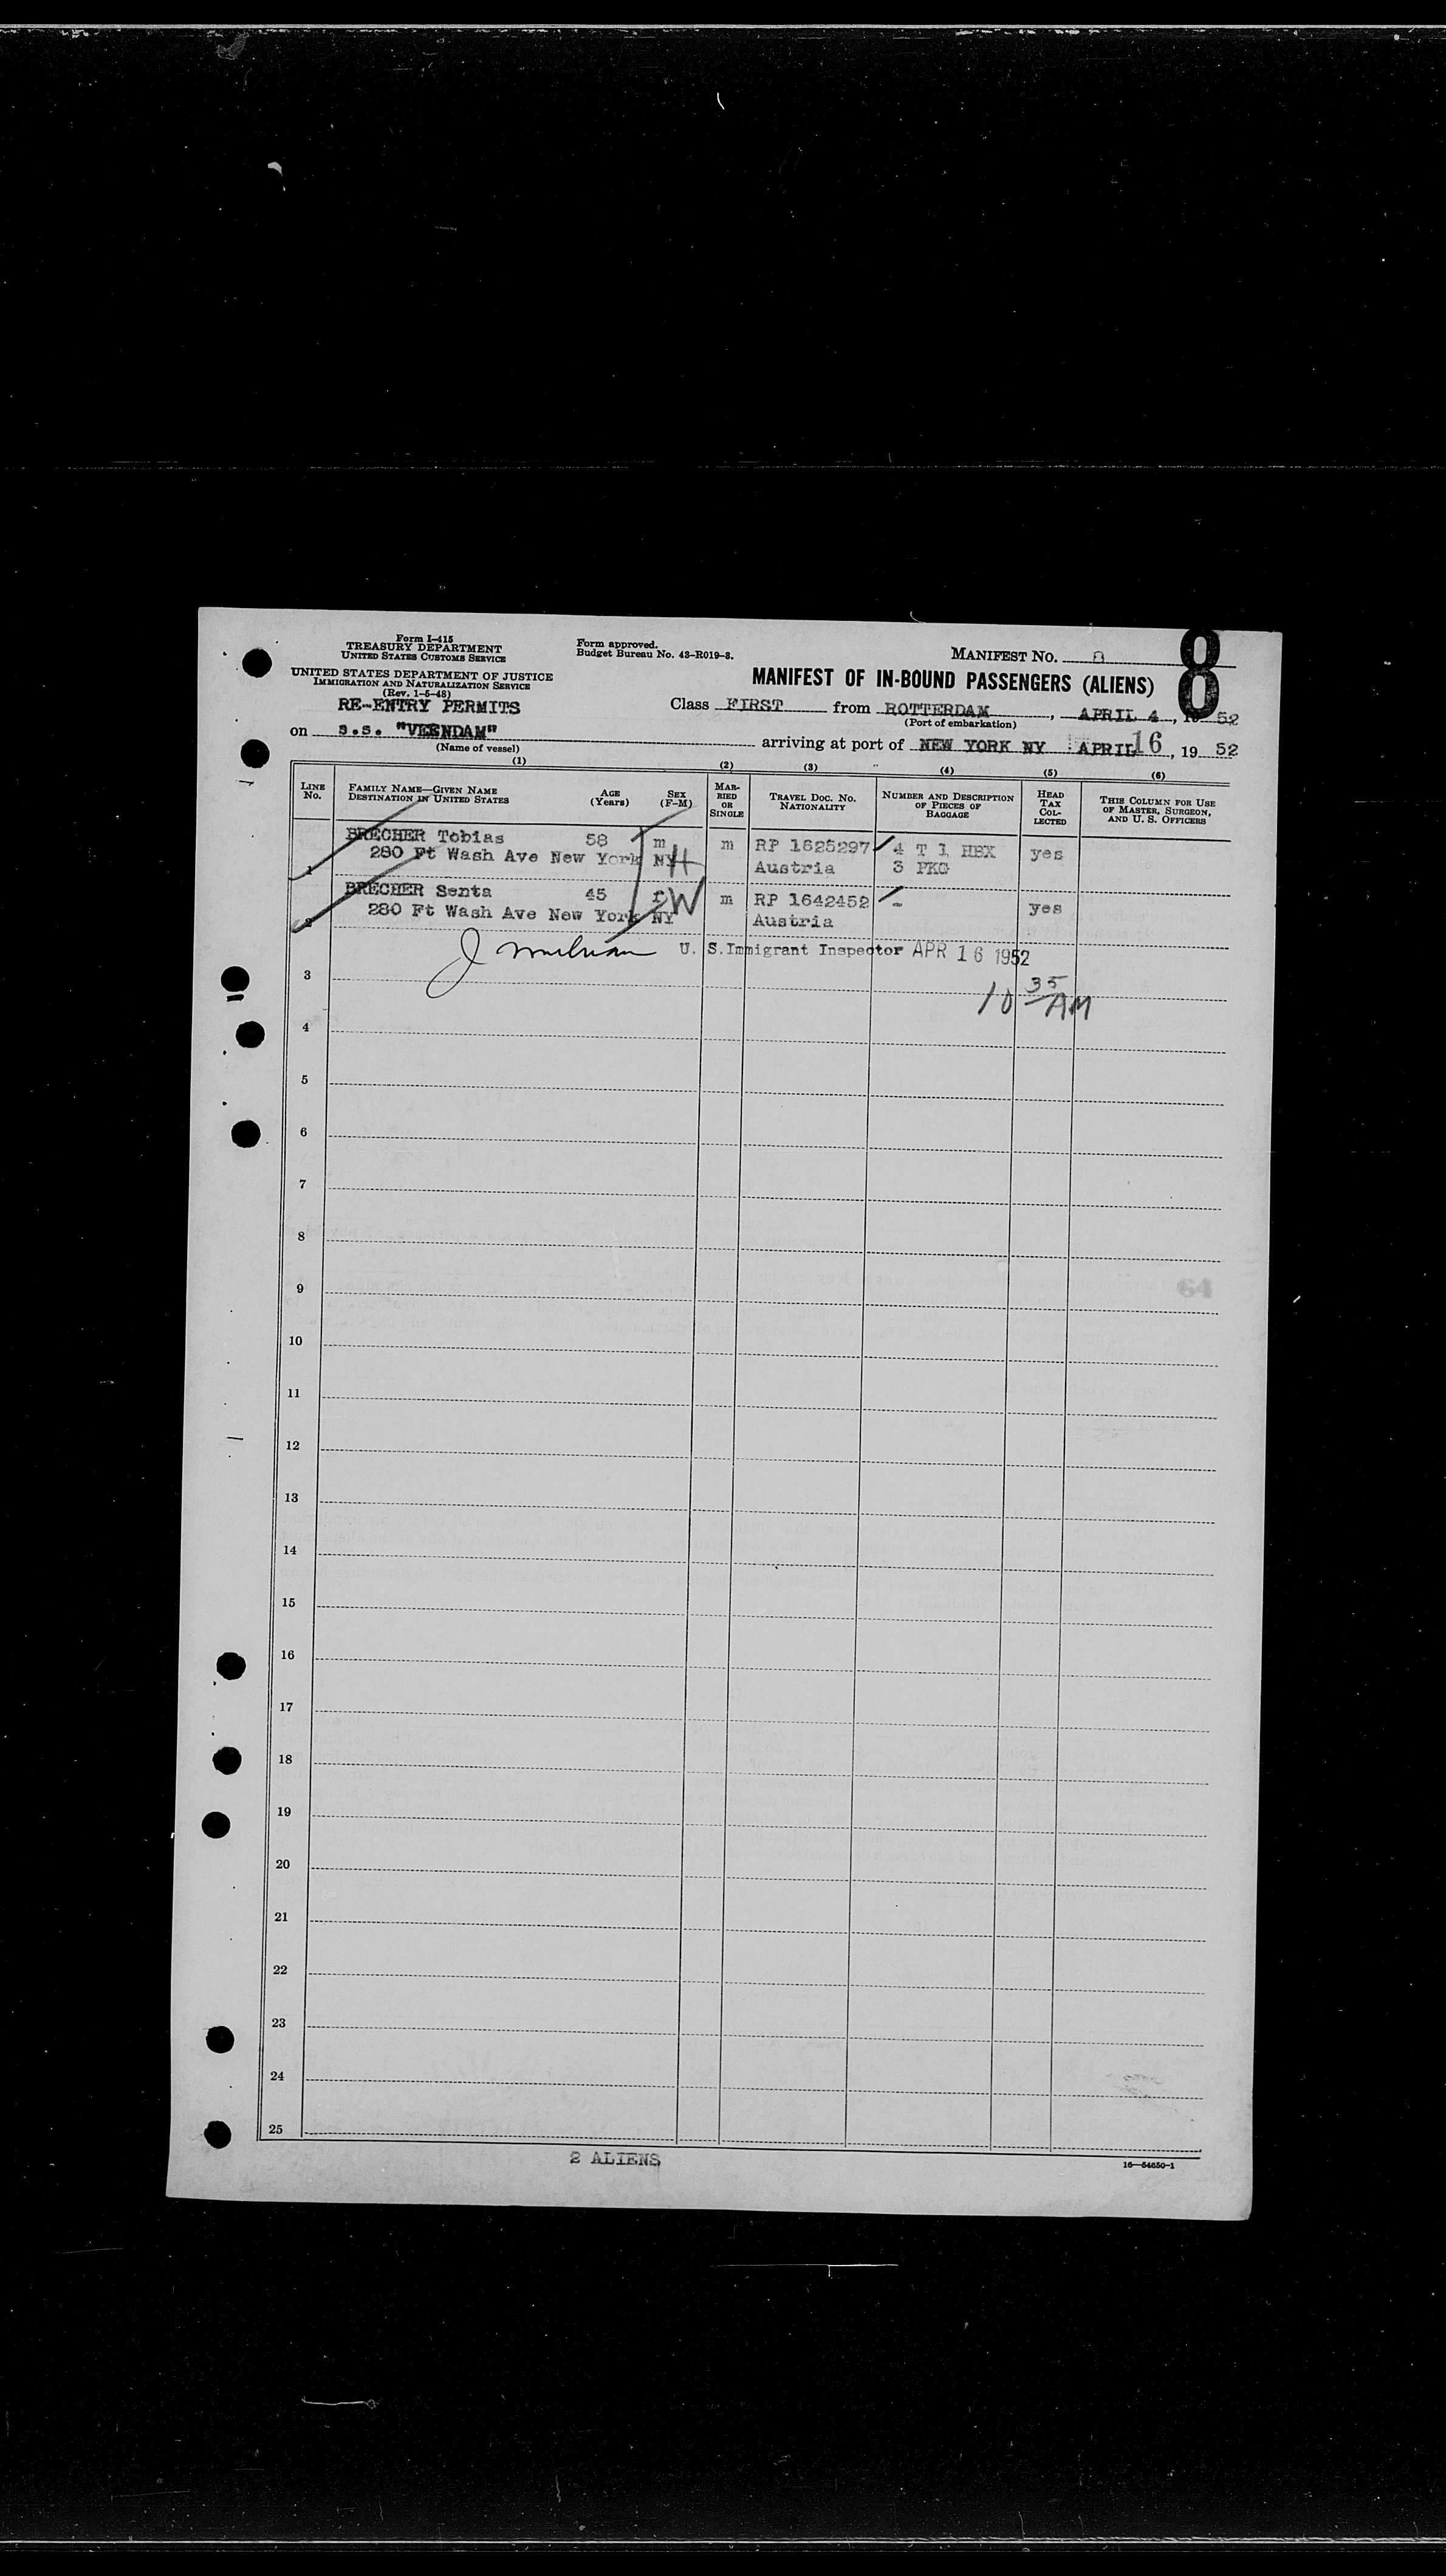 Form I-415
TREASURY DEPARTMENT
UNITED STATES CUSTOMS SERVICE
UNITED STATES DEPARTMENT OF JUSTICE
IMMIGRATION AND NATURALIZATION SERVICE
(Rev. 1-5-48)
RE-ENTRY PERMITS
Form approved.
Budget Bureau No. 43-R019-3.
MANIFEST NO.
8
MANIFEST OF IN-BOUND PASSENGERS (ALIENS)
Class FIRST from ROTTERDAM, APRIL 4, 19 52
(Port of embarkation)
on s.s. "VEENDAM" arriving at port of NEW YORK NY APRIL 16, 19 52
(Name of vessel)
(1) (2) (3) (4) (5) (6)
LINE No. FAMILY NAME—GIVEN NAME DESTINATION IN UNITED STATES AGE (Years) SEX (F-M) MARRIED OR SINGLE TRAVEL DOC. NO. NATIONALITY NUMBER AND DESCRIPTION OF PIECES OF BAGGAGE HEAD TAX COLLECTED THIS COLUMN FOR USE OF MASTER, SURGEON, AND U. S. OFFICERS
1 BRECHER Tobias 58 m m RP 1625297 4 T 1 HBX yes
280 Ft Wash Ave New York NY H Austria 3 PKG
2 BRECHER Senta 45 f W m RP 1642452 - yes
280 Ft Wash Ave New York NY Austria
U. S. Immigrant Inspector APR 16 1952
10 35 AM
3
4
5
6
7
8
9
10
11
12
13
14
15
16
17
18
19
20
21
22
23
24
25
2 ALIENS
16—54650-1